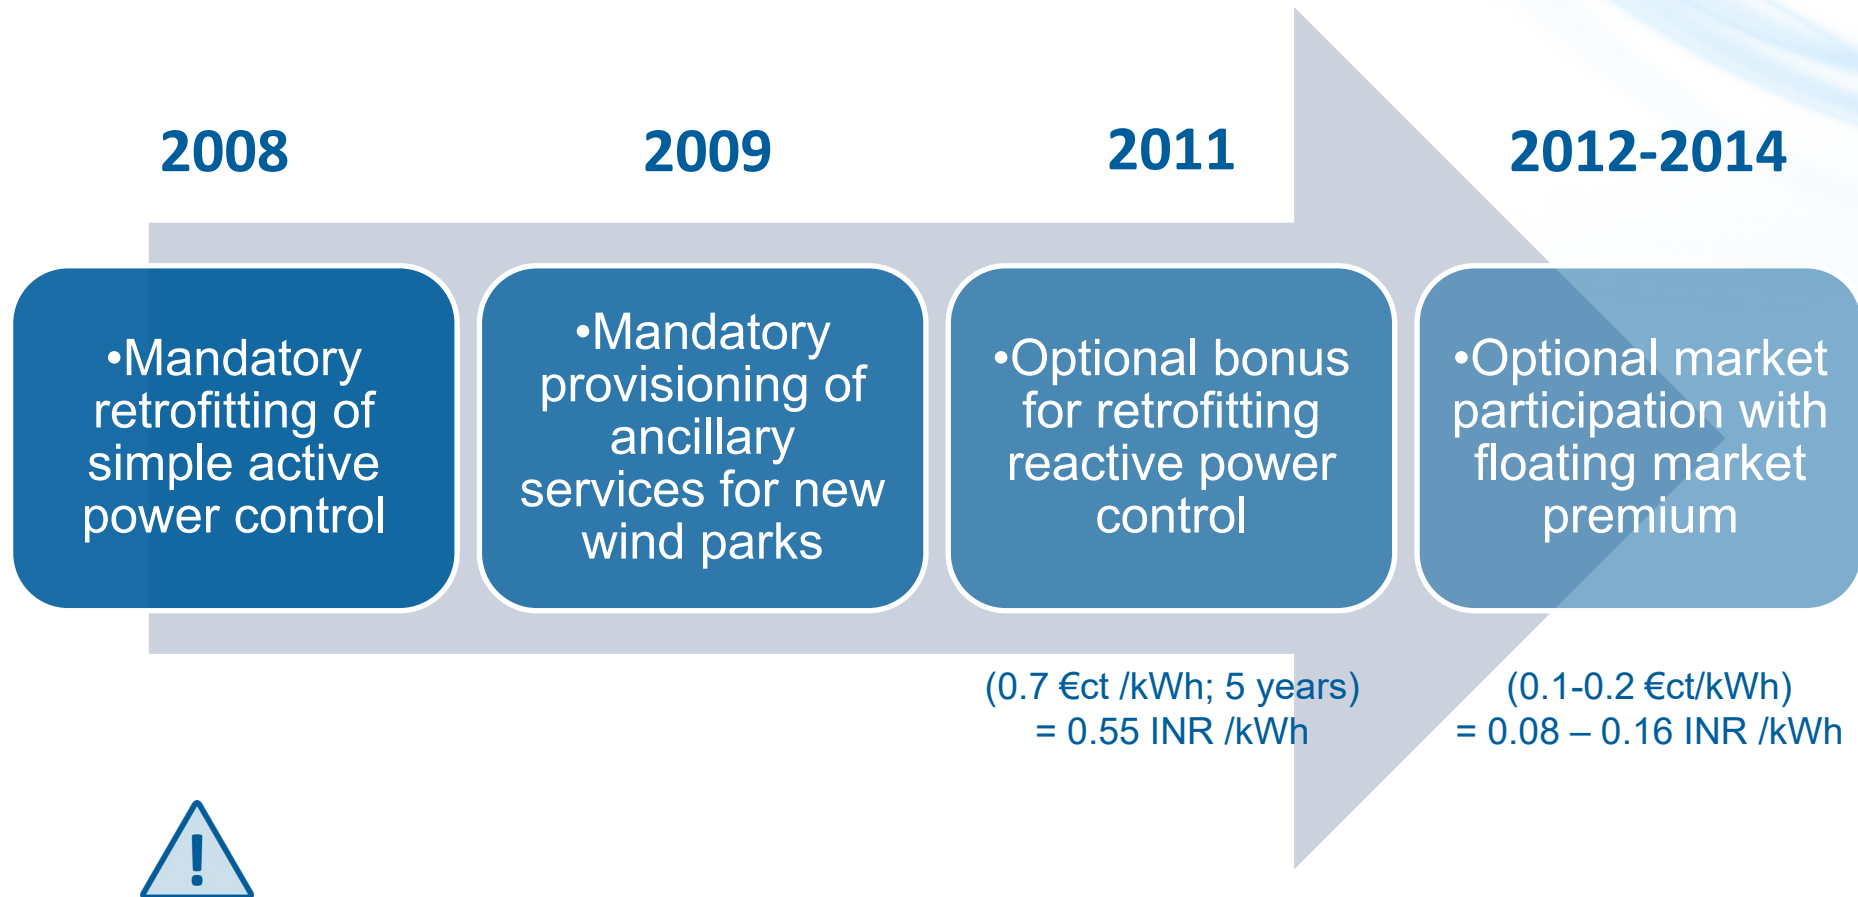 2008
•Mandatory
retrofitting of
simple active
power control
2009
•Mandatory
provisioning of
ancillary
services for new
wind parks
2011
•Optional bonus
for retrofitting
reactive power
control
(0.7 €ct /kWh; 5 years)
= 0.55 INR /kWh
2012-2014
•Optional market
participation with
floating market
premium
(0.1-0.2 €ct/kWh)
= 0.08 – 0.16 INR /kWh
!